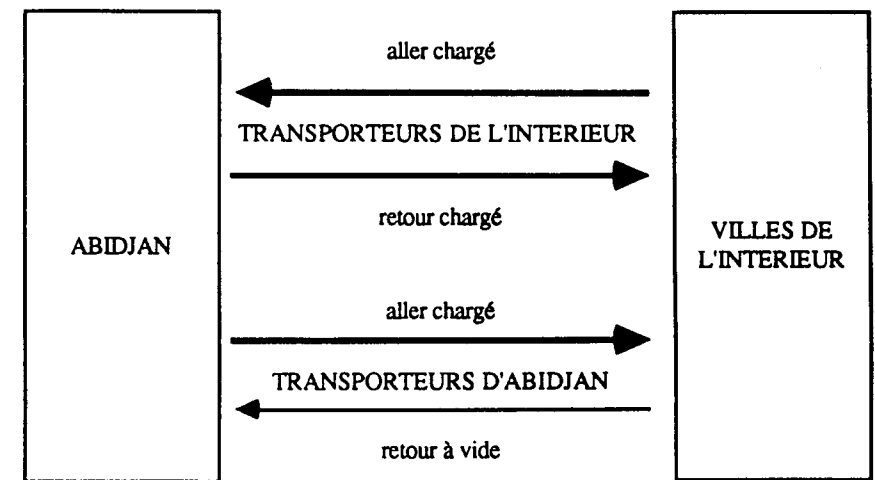 aller chargé
TRANSPORTEURS DE L'INTERIEUR
retour chargé
ABIDJAN
VILLES DE
L'INTERIEUR
aller chargé
TRANSPORTEURS D'ABIDJAN
retour à vide